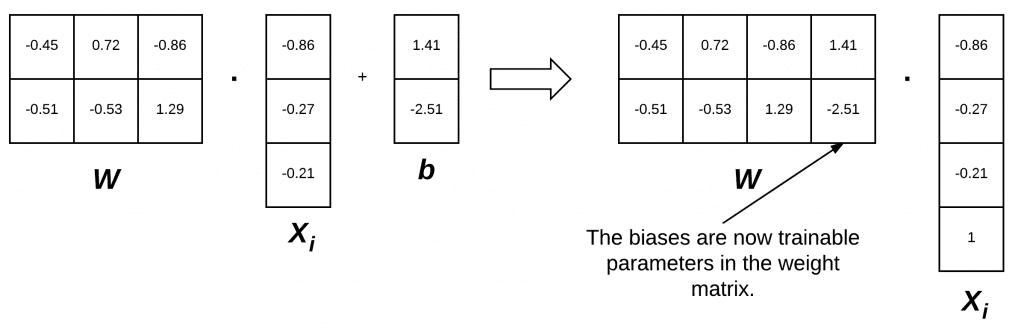 -0.45 0.72 -0.86 . -0.86 + 1.41 -0.45 0.72 -0.86 1.41 . -0.86
-0.51 -0.53 1.29 -0.27 -2.51 -0.51 -0.53 1.29 -2.51 -0.27
-0.21 -0.21
W b W
Xi
The biases are now trainable
parameters in the weight
matrix.
1
Xi